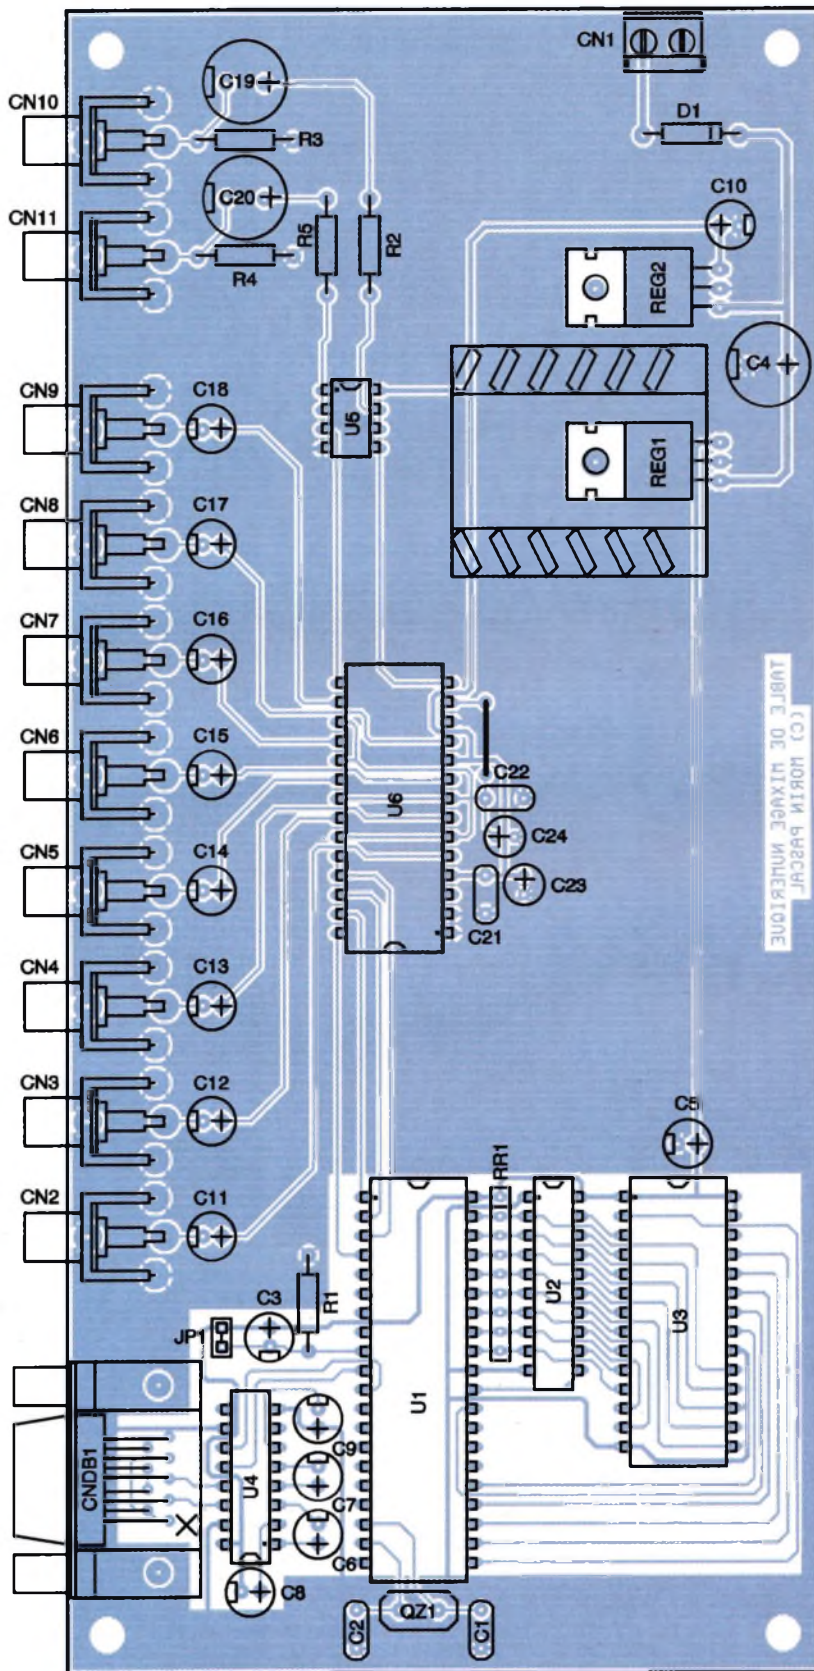 CN1
CN10
C19
D1
R3
C10
CN11
C20
R5
R2
R4
REG2
C4
CN9
C18
U5
REG1
CN8
C17
CN7
C16
TABLE DE MIXAGE NUMERIQUE
(C) MORIN PASCAL
CN6
C15
C22
U6
C24
CN5
C14
C23
C21
CN4
C13
CN3
C12
C5
RR1
CN2
C11
U2
C3
R1
JP1
U3
U1
C9
CNDB1
U4
C7
C6
C8
QZ1
C2
C1